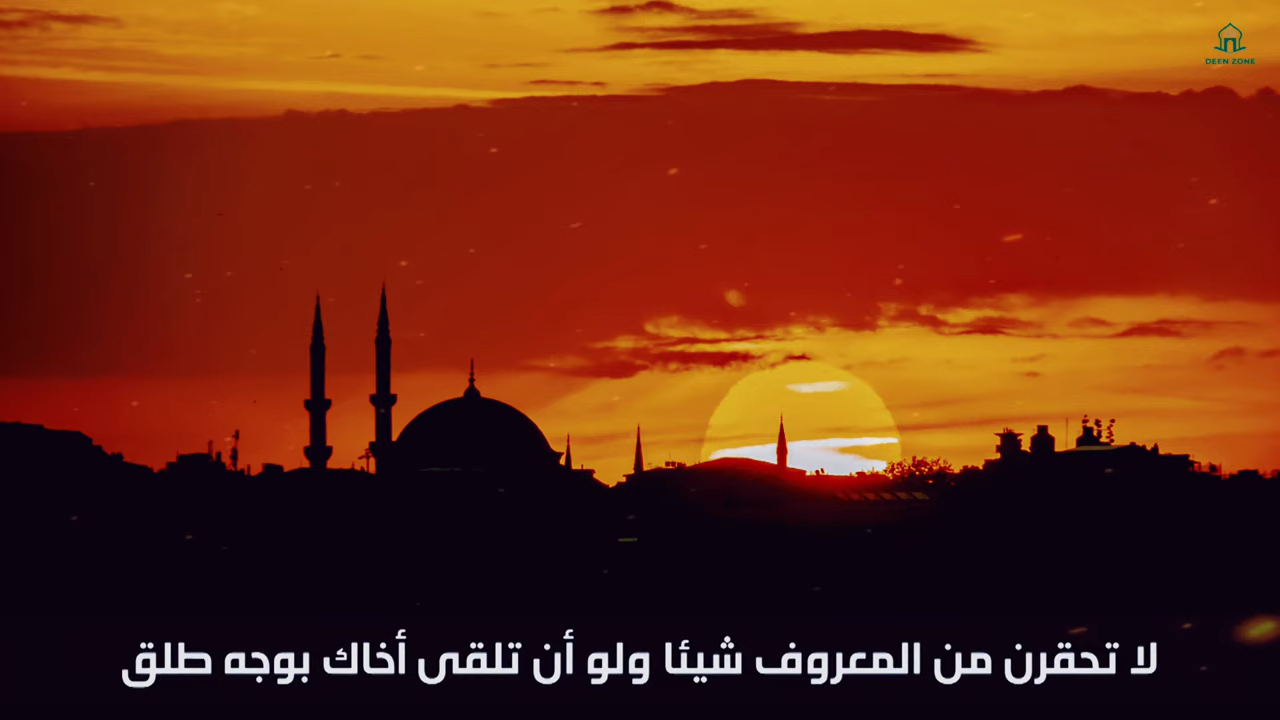 DEEN ZONE
لا تحقرن من المعروف شيئا ولو أن تلقى أخاك بوجه طلق